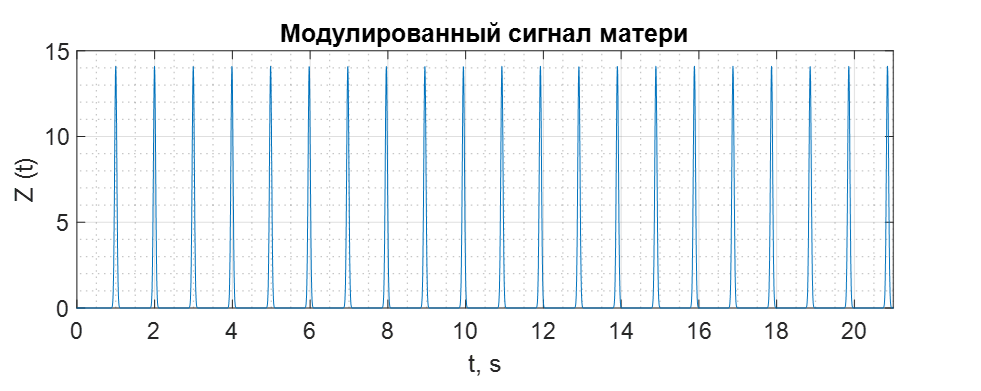 Модулированный сигнал матери
15
10
5
0
Z (t)
0 2 4 6 8 10 12 14 16 18 20
t, s